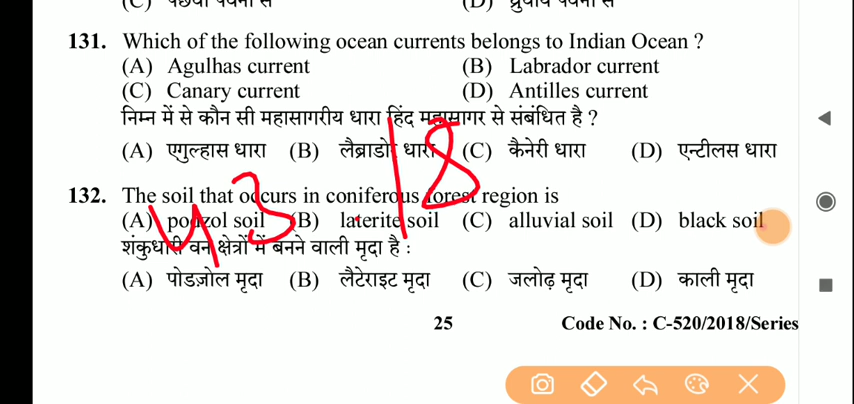 131. Which of the following ocean currents belongs to Indian Ocean ?
(A) Agulhas current (B) Labrador current
(C) Canary current (D) Antilles current
निम्न में से कौन सी महासागरीय धारा हिंद महासागर से संबंधित है ?
(A) एगुल्हास धारा (B) लैब्राडोर धारा (C) कैनेरी धारा (D) एन्टीलस धारा
132. The soil that occurs in coniferous forest region is
(A) podzol soil (B) laterite soil (C) alluvial soil (D) black soil
शंकुधारी वन क्षेत्रों में बनने वाली मृदा है :
(A) पोडज़ोल मृदा (B) लैटेराइट मृदा (C) जलोढ़ मृदा (D) काली मृदा
25 Code No. : C-520/2018/Series